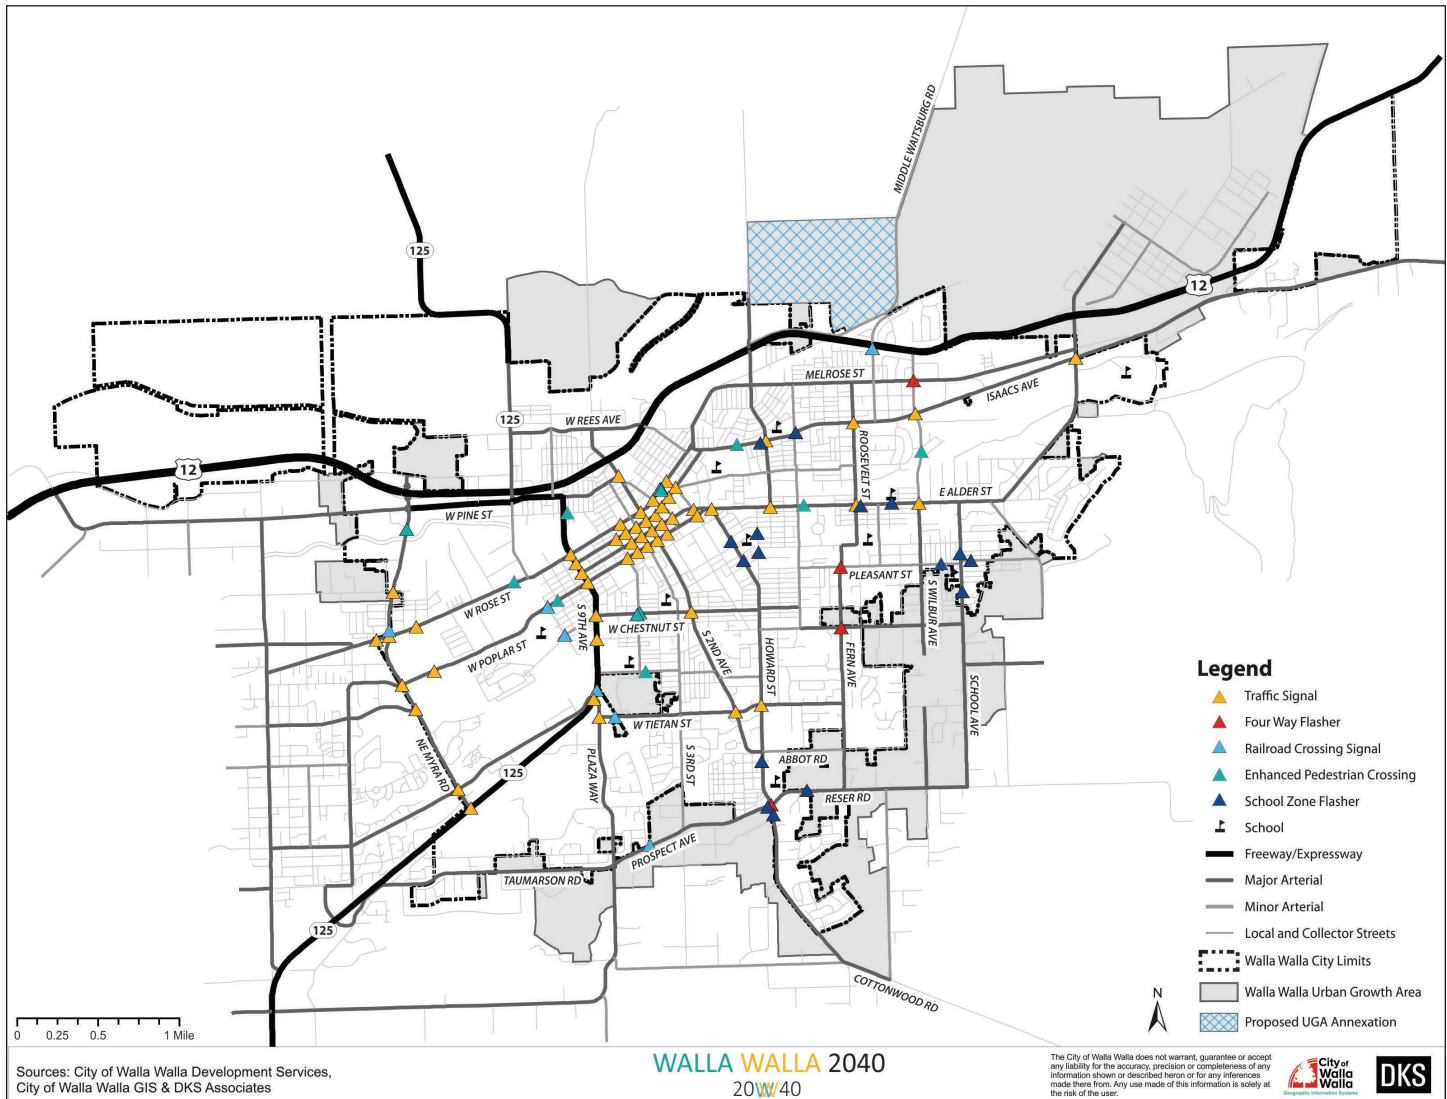 MIDDLE WAITSBURG RD
125
12
MELROSE ST
ISAACS AVE
125
W REES AVE
12
ROOSEVELT ST
E ALDER ST
W PINE ST
PLEASANT ST
S WILBUR AVE
W ROSE ST
S 9TH AVE
W CHESTNUT ST
S 2ND AVE
HOWARD ST
FERN AVE
SCHOOL AVE
W POPLAR ST
W TIETAN ST
NE MYRA RD
PLAZA WAY
S 3RD ST
ABBOT RD
125
RESER RD
PROSPECT AVE
TAUMARSON RD
125
COTTONWOOD RD
Legend
Traffic Signal
Four Way Flasher
Railroad Crossing Signal
Enhanced Pedestrian Crossing
School Zone Flasher
School
Freeway/Expressway
Major Arterial
Minor Arterial
Local and Collector Streets
Walla Walla City Limits
Walla Walla Urban Growth Area
Proposed UGA Annexation
N
0 0.25 0.5 1 Mile
Sources: City of Walla Walla Development Services,
City of Walla Walla GIS & DKS Associates
WALLA WALLA 2040
20W40
The City of Walla Walla does not warrant, guarantee or accept
any liability for the accuracy, precision or completeness of any
information shown or described heron or for any inferences
made there from. Any use made of this information is solely at
the risk of the user.
City of
Walla
Walla
Geographic Information Systems
DKS